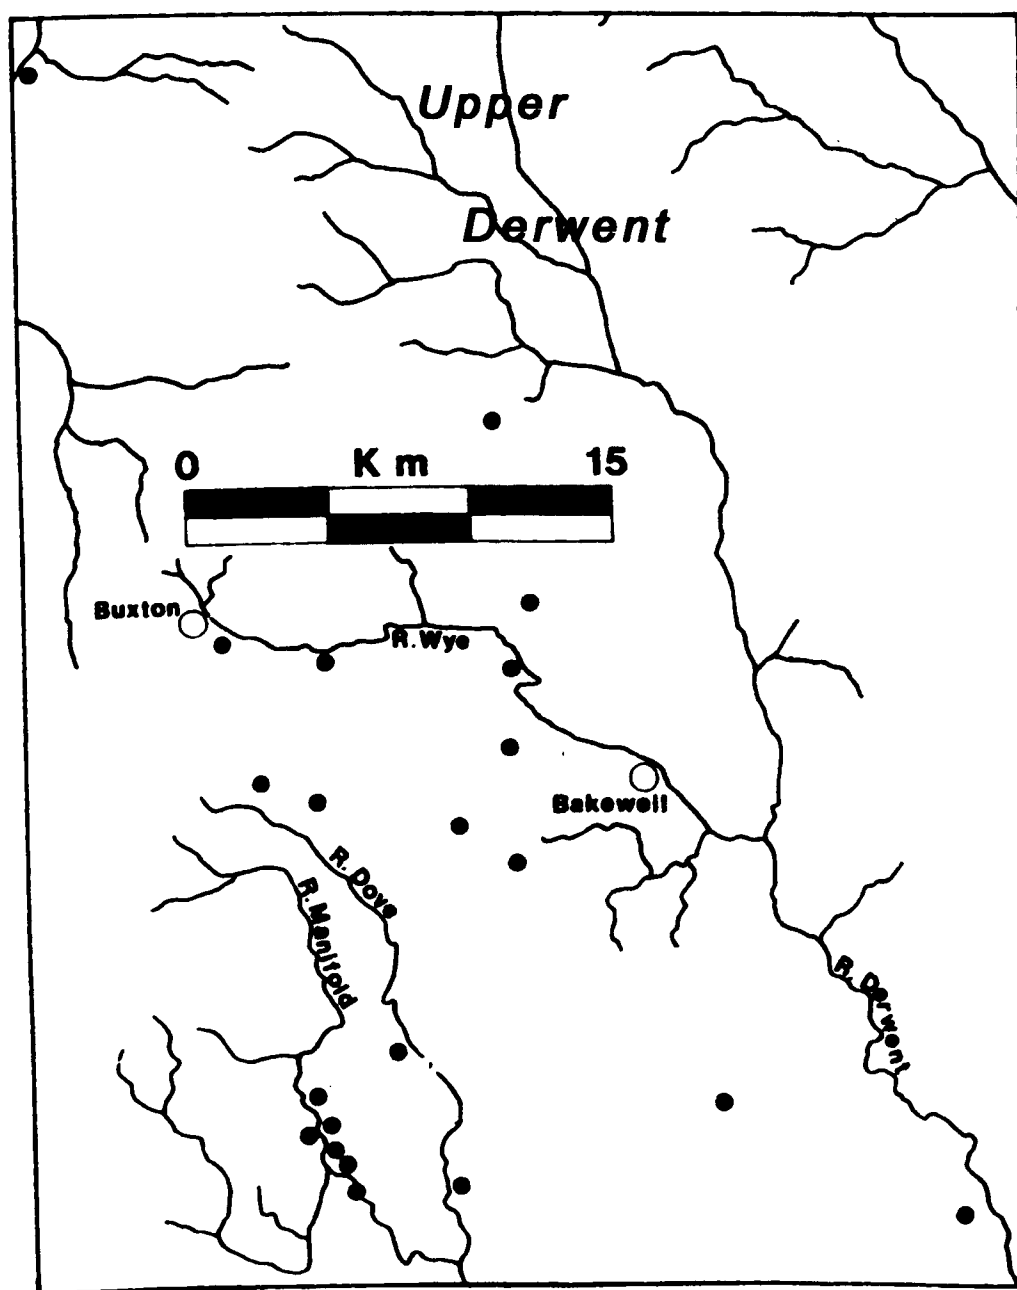 Upper
Derwent
0 Km 15
Buxton
R. Wye
Bakewell
R. Dove
R. Manifold
R. Derwent